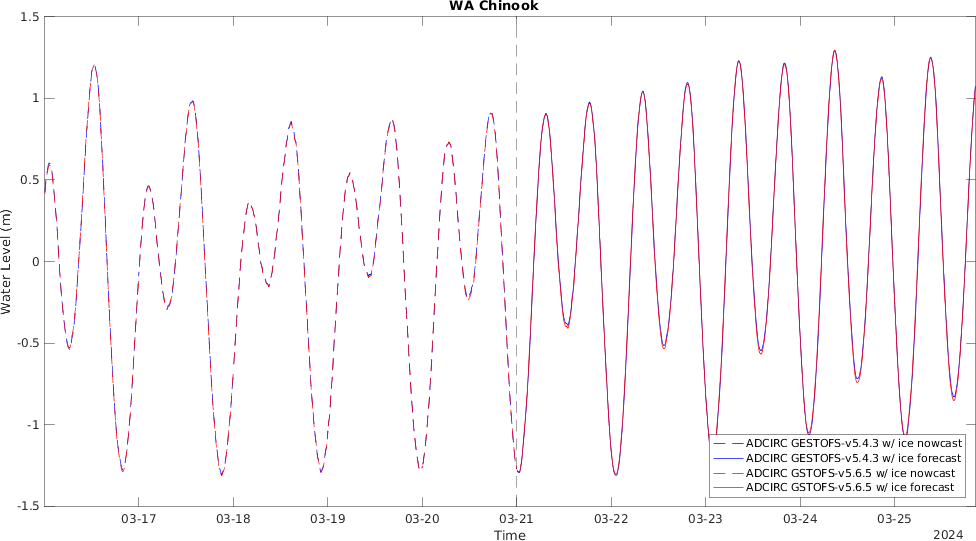 WA Chinook
1.5
1
0.5
0
-0.5
-1
-1.5
Water Level (m)
03-17 03-18 03-19 03-20 03-21 03-22 03-23 03-24 03-25
Time
2024
ADCIRC GESTOFS-v5.4.3 w/ ice nowcast
ADCIRC GESTOFS-v5.4.3 w/ ice forecast
ADCIRC GSTOFS-v5.6.5 w/ ice nowcast
ADCIRC GSTOFS-v5.6.5 w/ ice forecast